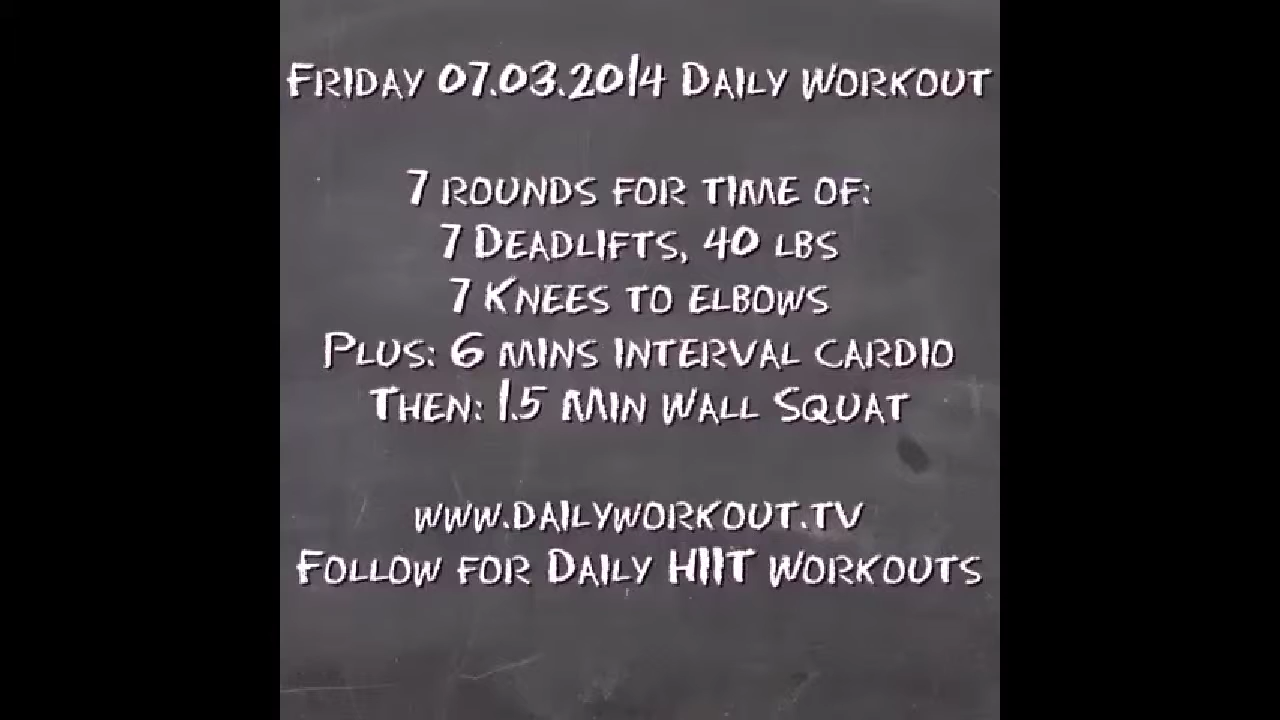 Friday 07.03.2014 Daily Workout
7 rounds for time of:
7 Deadlifts, 40 lbs
7 Knees to elbows
Plus: 6 mins interval cardio
Then: 1.5 Min Wall Squat
www.dailyworkout.tv
Follow for Daily HIIT Workouts